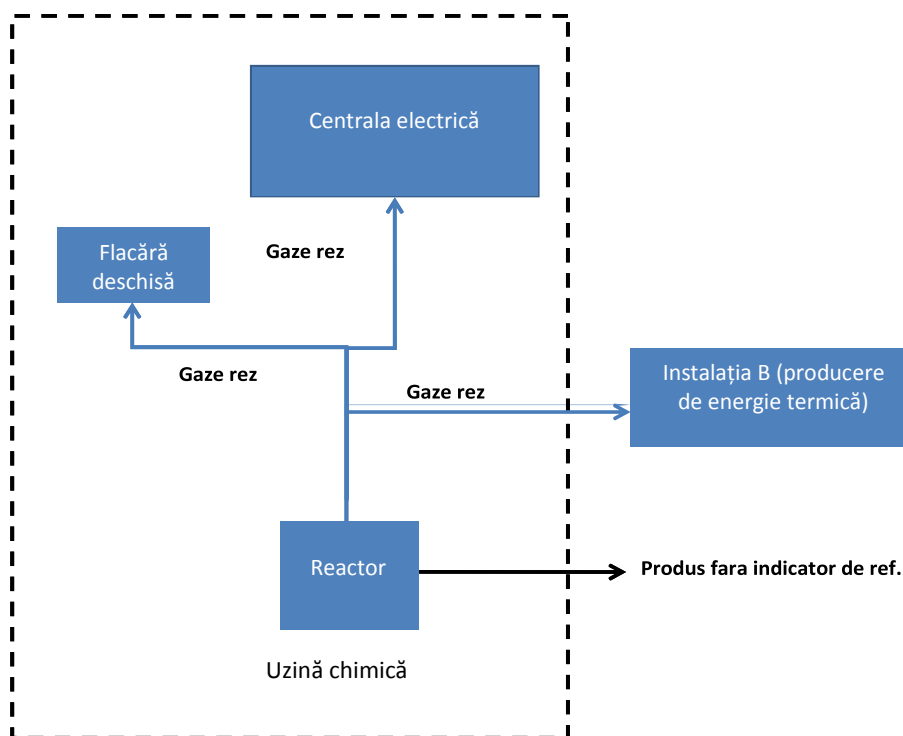 Centrala electrică
Flacără
deschisă
Gaze rez
Gaze rez
Gaze rez
Instalația B (producere
de energie termică)
Reactor
Produs fara indicator de ref.
Uzină chimică